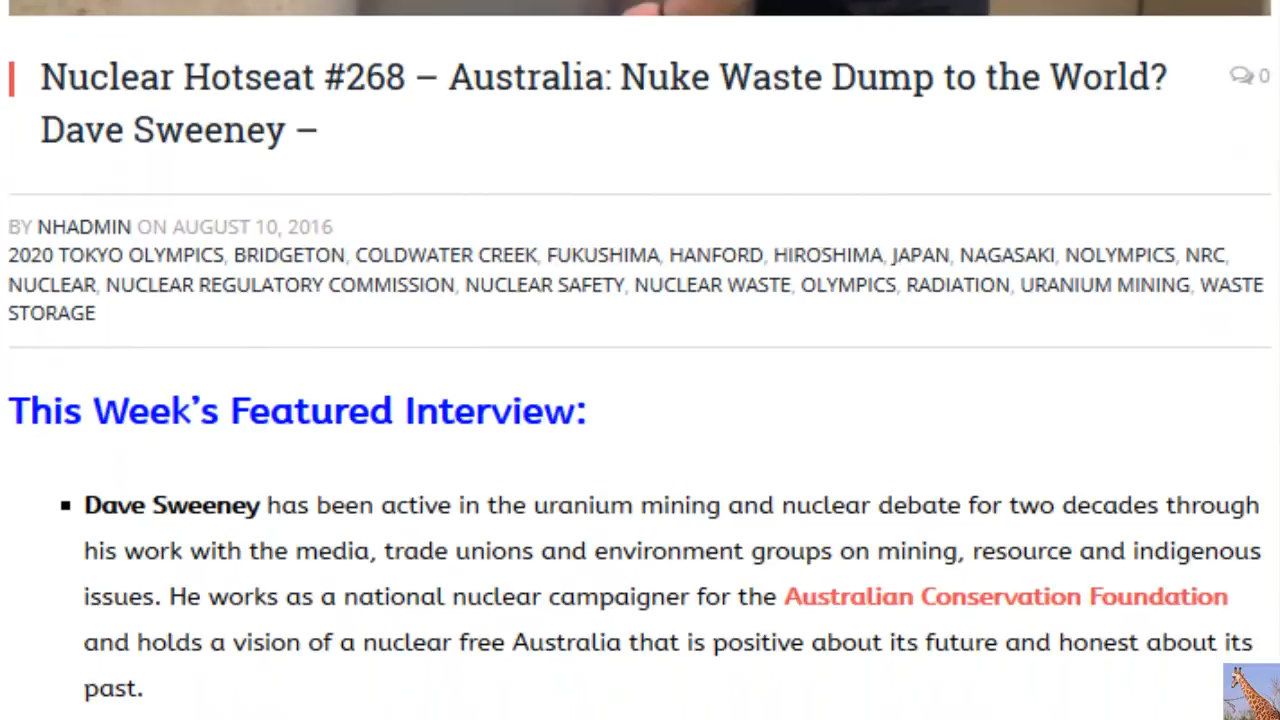 Nuclear Hotseat #268 – Australia: Nuke Waste Dump to the World?
0
Dave Sweeney –
BY NHADMIN ON AUGUST 10, 2016
2020 TOKYO OLYMPICS, BRIDGETON, COLDWATER CREEK, FUKUSHIMA, HANFORD, HIROSHIMA, JAPAN, NAGASAKI, NOLYMPICS, NRC,
NUCLEAR, NUCLEAR REGULATORY COMMISSION, NUCLEAR SAFETY, NUCLEAR WASTE, OLYMPICS, RADIATION, URANIUM MINING, WASTE
STORAGE
This Week’s Featured Interview:
Dave Sweeney has been active in the uranium mining and nuclear debate for two decades through
his work with the media, trade unions and environment groups on mining, resource and indigenous
issues. He works as a national nuclear campaigner for the Australian Conservation Foundation
and holds a vision of a nuclear free Australia that is positive about its future and honest about its
past.